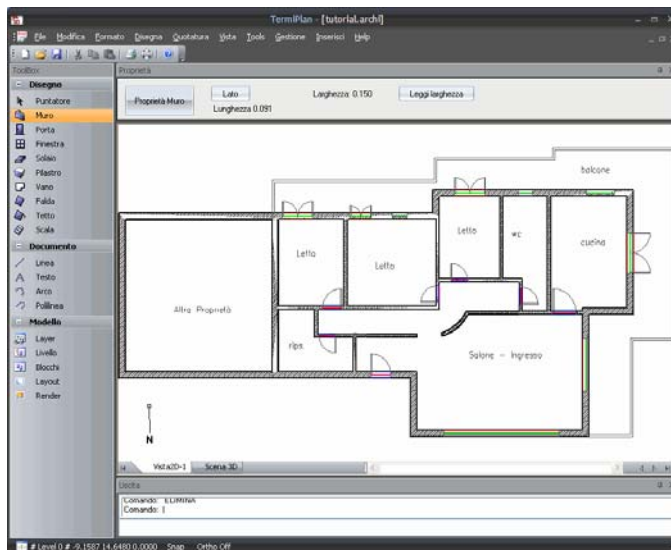 TermiPlan - [tutorial.archl]
File Modifica Formato Disegna Quotatura Vista Tools Gestione Inserisci Help
ToolBox
Proprietà
Disegno
Puntatore
Muro
Porta
Finestra
Solaio
Pilastro
Vano
Falda
Tetto
Scala
Documento
Linea
Testo
Arco
Polilinea
Modello
Layer
Livello
Blocchi
Layout
Render
Proprietà Muro
Lato
Lunghezza 0.091
Larghezza: 0.150
Leggi larghezza
balcone
Letto
Letto
Letto
wc
cucina
Altra Proprietà
rips
Salone - Ingresso
N
Vista2D-1 Scena 3D
Uscita
Comando: ELIMINA
Comando:
# Level 0 # -9.1587 14.6480 0.0000 Snap Ortho Off